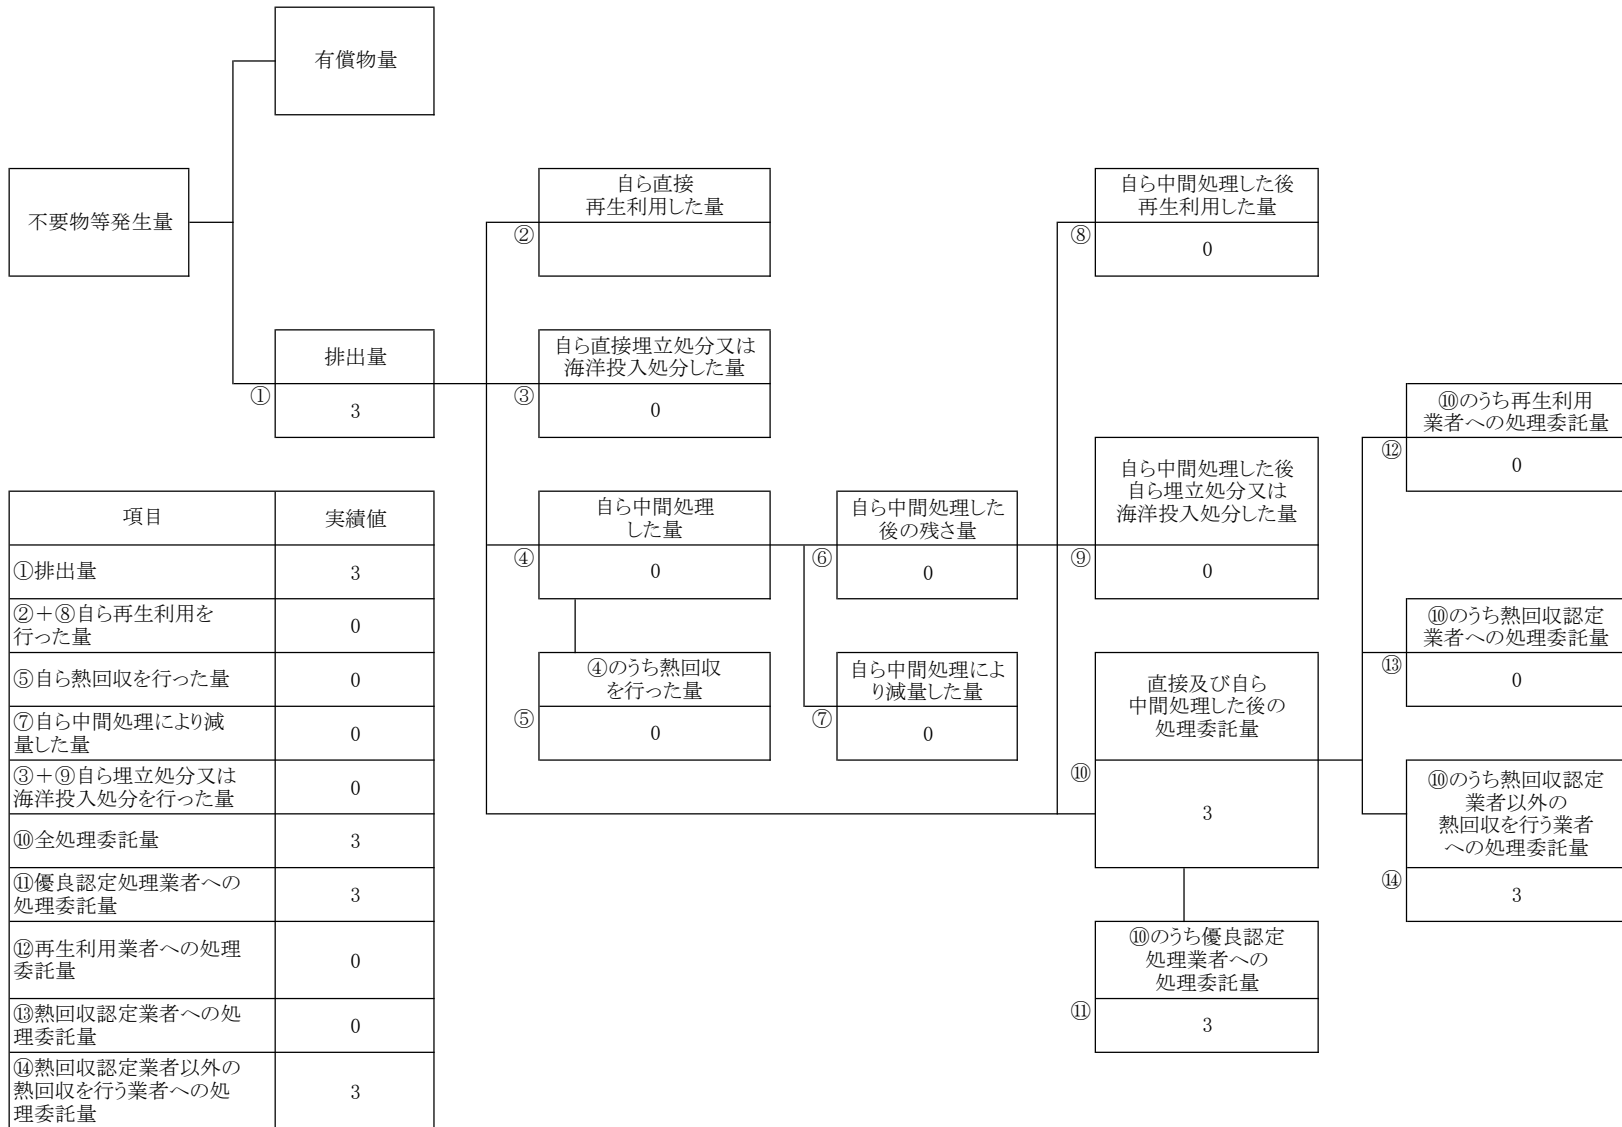 有償物量
不要物等発生量
自ら直接
再生利用した量
②
自ら中間処理した後
再生利用した量
⑧
0
排出量
①
3
自ら直接埋立処分又は
海洋投入処分した量
③
0
⑩のうち再生利用
業者への処理委託量
⑫
0
自ら中間処理した後
自ら埋立処分又は
海洋投入処分した量
⑨
0
自ら中間処理
した量
④
0
自ら中間処理した
後の残さ量
⑥
0
⑩のうち熱回収認定
業者への処理委託量
⑬
0
④のうち熱回収
を行った量
⑤
0
自ら中間処理によ
り減量した量
⑦
0
直接及び自ら
中間処理した後の
処理委託量
⑩
3
⑩のうち熱回収認定
業者以外の
熱回収を行う業者
への処理委託量
⑭
3
⑩のうち優良認定
処理業者への
処理委託量
⑪
3
項目 実績値
①排出量 3
②+⑧自ら再生利用を
行った量 0
⑤自ら熱回収を行った量 0
⑦自ら中間処理により減
量した量 0
③+⑨自ら埋立処分又は
海洋投入処分を行った量 0
⑩全処理委託量 3
⑪優良認定処理業者への
処理委託量 3
⑫再生利用業者への処理
委託量 0
⑬熱回収認定業者への処
理委託量 0
⑭熱回収認定業者以外の
熱回収を行う業者への処
理委託量 3